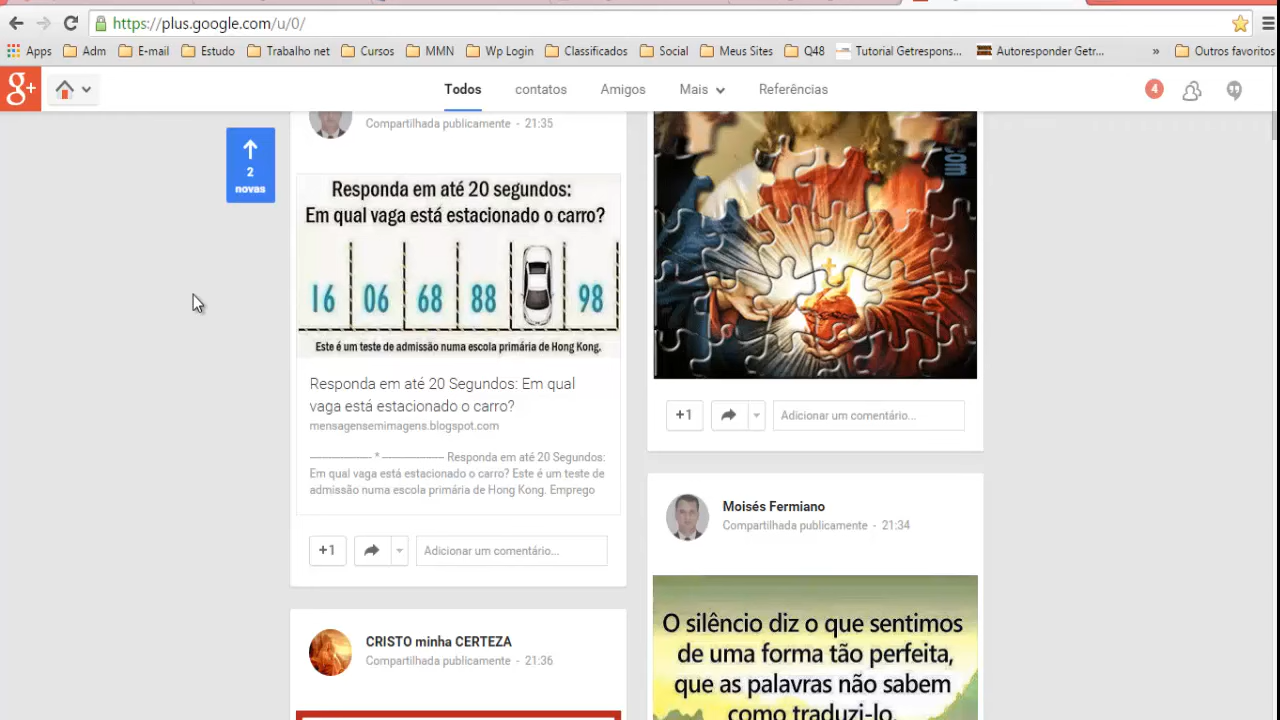 https://plus.google.com/u/0/
Apps Adm E-mail Estudo Trabalho net Cursos MMN Wp Login Classificados Social Meus Sites Q48 Tutorial Getrespons... Autoresponder Getr... » Outros favoritos
g+ Todos contatos Amigos Mais Referências 4
Compartilhada publicamente - 21:35
2
novas
Responda em até 20 segundos:
Em qual vaga está estacionado o carro?
16 06 68 88 98
Este é um teste de admissão numa escola primária de Hong Kong.
Responda em até 20 Segundos: Em qual
vaga está estacionado o carro?
mensagensemimagens.blogspot.com
-------------------- * -------------------- Responda em até 20 Segundos:
Em qual vaga está estacionado o carro? Este é um teste de
admissão numa escola primária de Hong Kong. Emprego
+1 Adicionar um comentário...
CRISTO minha CERTEZA
Compartilhada publicamente - 21:36
com
+1 Adicionar um comentário...
Moisés Fermiano
Compartilhada publicamente - 21:34
O silêncio diz o que sentimos
de uma forma tão perfeita,
que as palavras não sabem
como traduzi-lo.